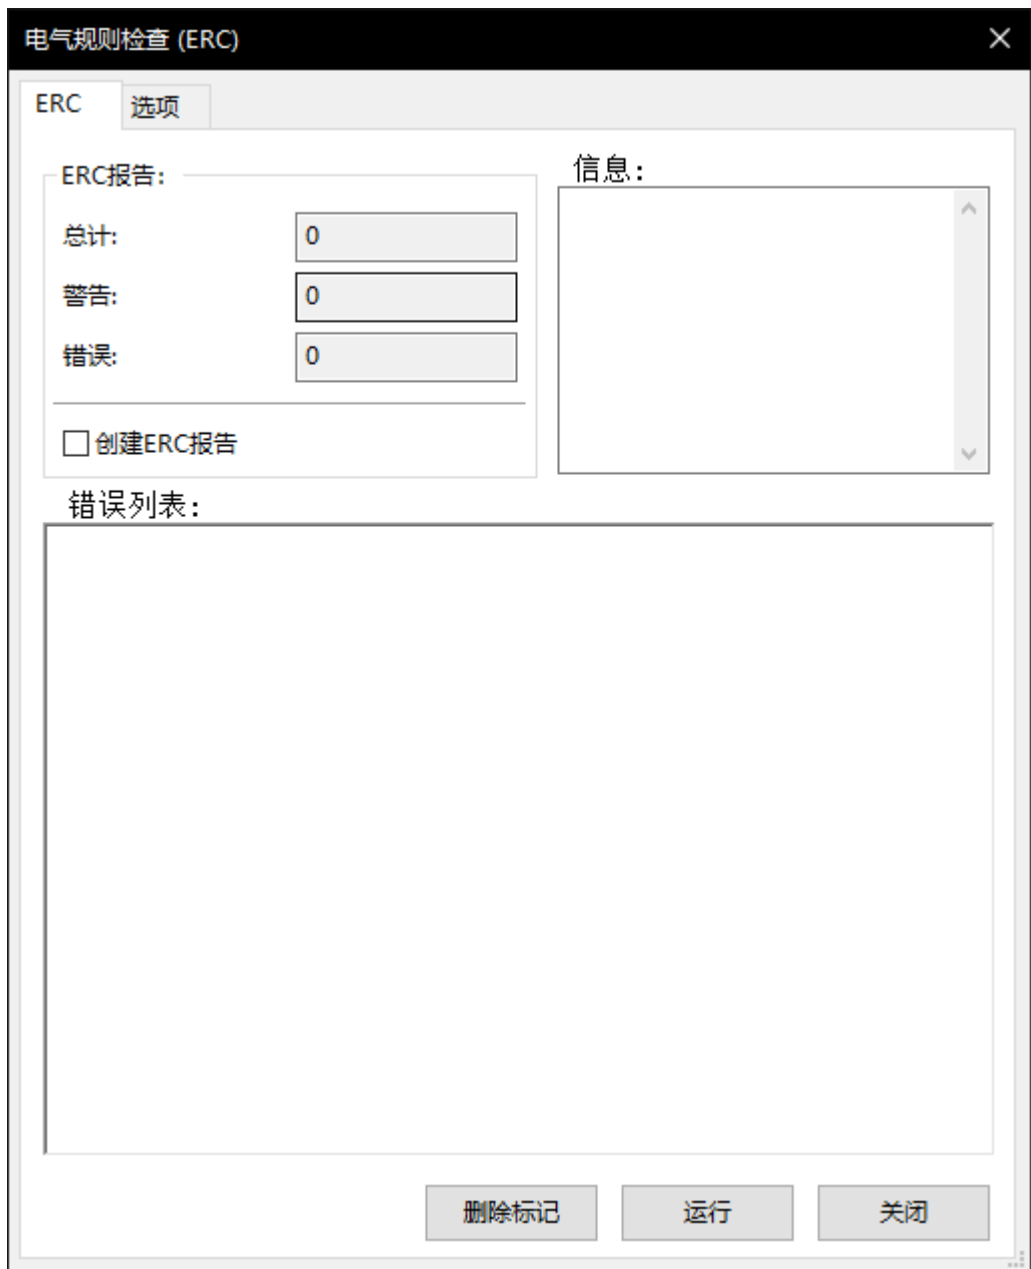 电气规则检查 (ERC)
ERC 选项
ERC报告:
总计: 0
警告: 0
错误: 0
创建ERC报告
信息:
错误列表:
删除标记 运行 关闭